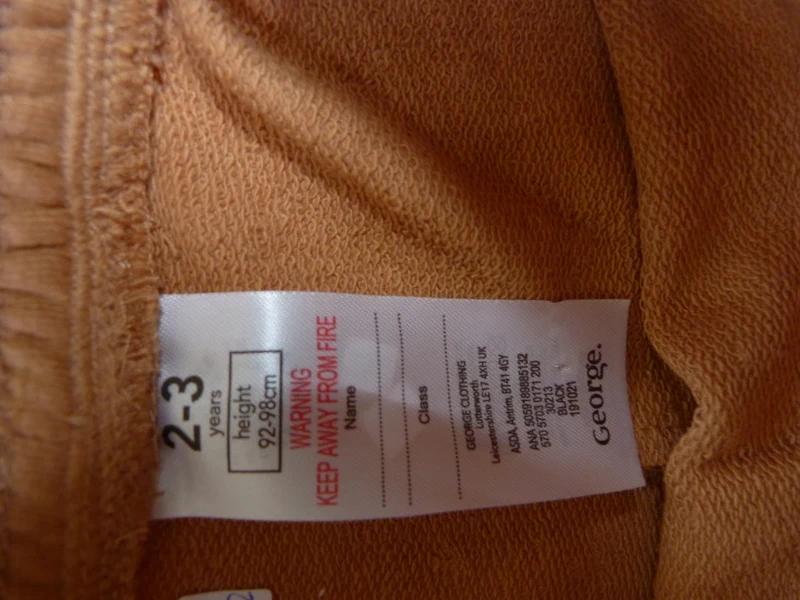 2-3
years
height
92-98cm
WARNING
KEEP AWAY FROM FIRE
Name
Class
GEORGE CLOTHING
Lutterworth
Leicestershire LE17 4XH UK
ASDA, Antrim, BT41 4GY
ANA 5059189885132
570 5703 0171 200
30213
BLACK
191021
George.